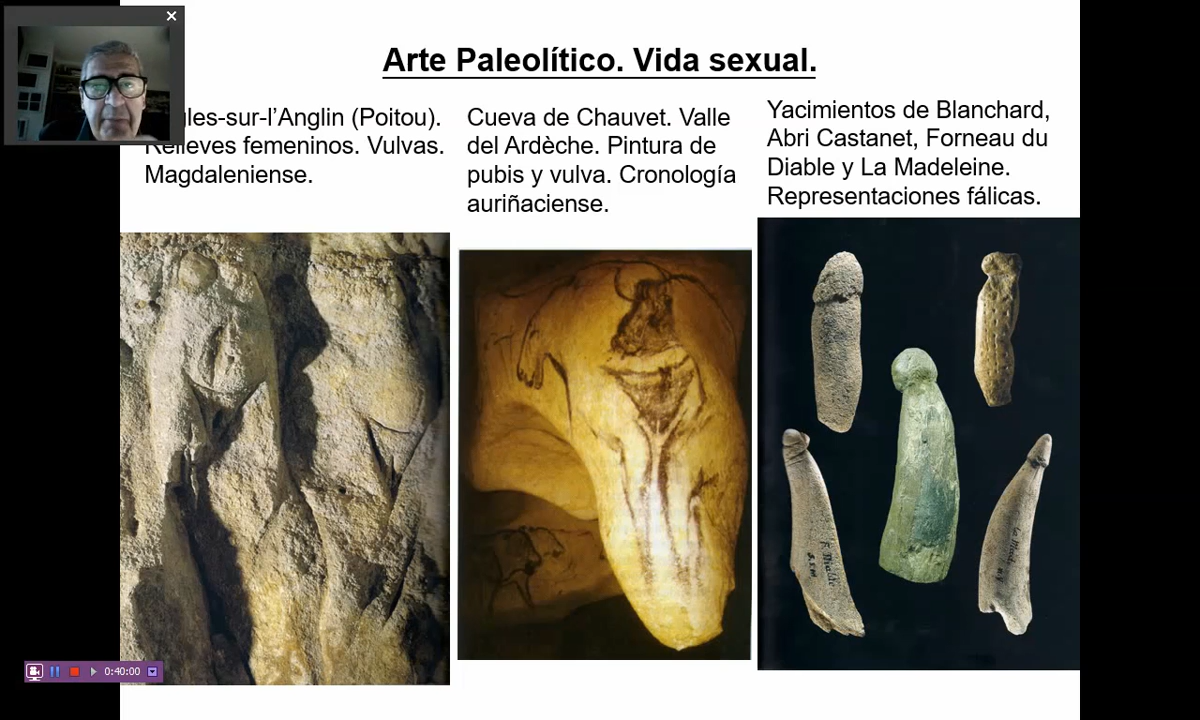 Arte Paleolítico. Vida sexual.
gles-sur-l’Anglin (Poitou).
Relieves femeninos. Vulvas.
Magdaleniense.
Cueva de Chauvet. Valle
del Ardèche. Pintura de
pubis y vulva. Cronología
auriñaciense.
Yacimientos de Blanchard,
Abri Castanet, Forneau du
Diable y La Madeleine.
Representaciones fálicas.
0:40:00